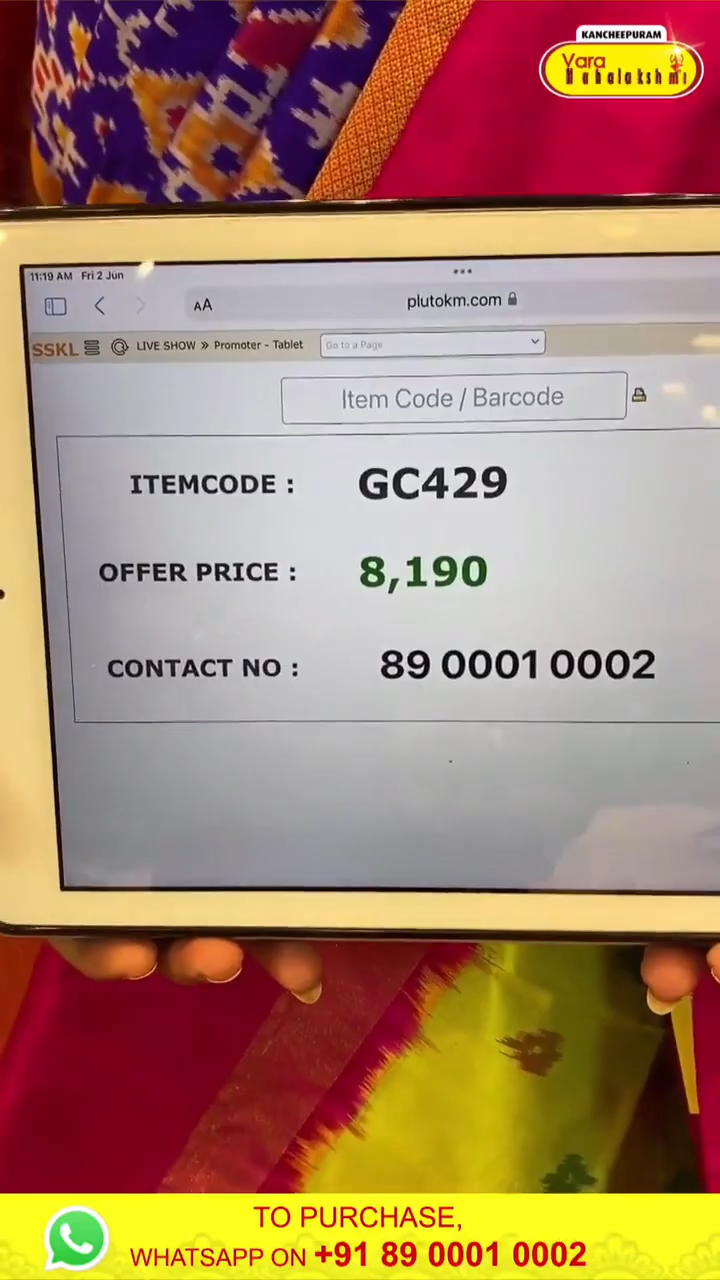 KANCHEEPURAM
Vara
Mahalakshmi
11:19 AM Fri 2 Jun
AA
plutokm.com
SSKL
LIVE SHOW » Promoter - Tablet
Go to a Page
Item Code / Barcode
ITEMCODE : GC429
OFFER PRICE : 8,190
CONTACT NO : 89 0001 0002
TO PURCHASE,
WHATSAPP ON +91 89 0001 0002